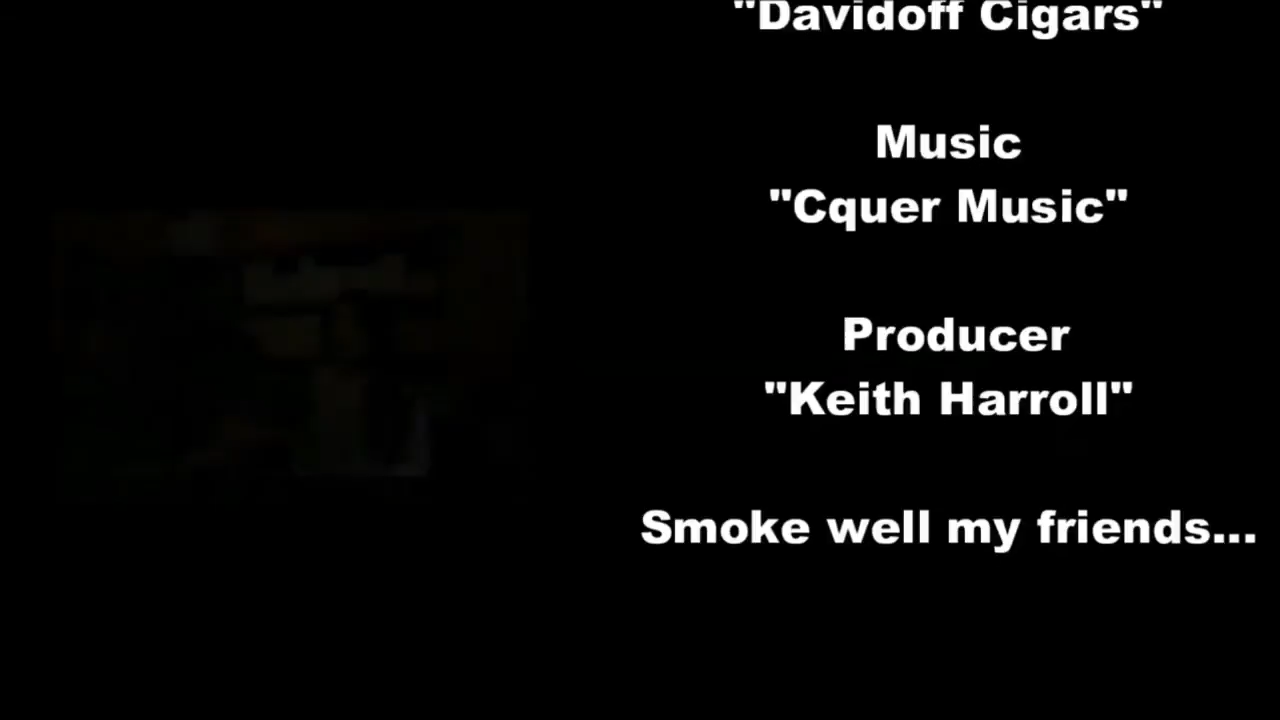 "Davidoff Cigars"
Music
"Cquer Music"
Producer
"Keith Harroll"
Smoke well my friends...